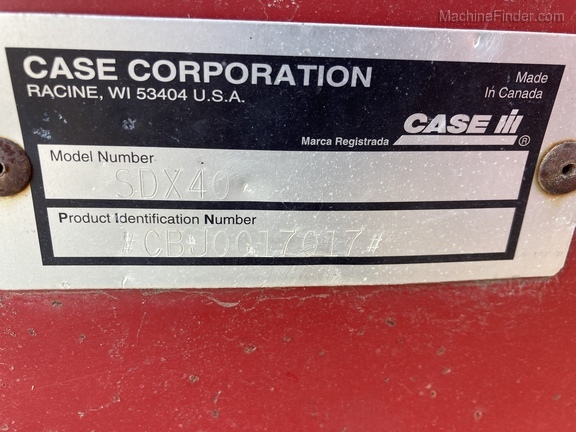 MachineFinder.com
CASE CORPORATION
RACINE, WI 53404 U.S.A.
Made
In Canada
Marca Registrada CASE IH ®
Model Number
SDX40
Product Identification Number
#CBJ0017017#